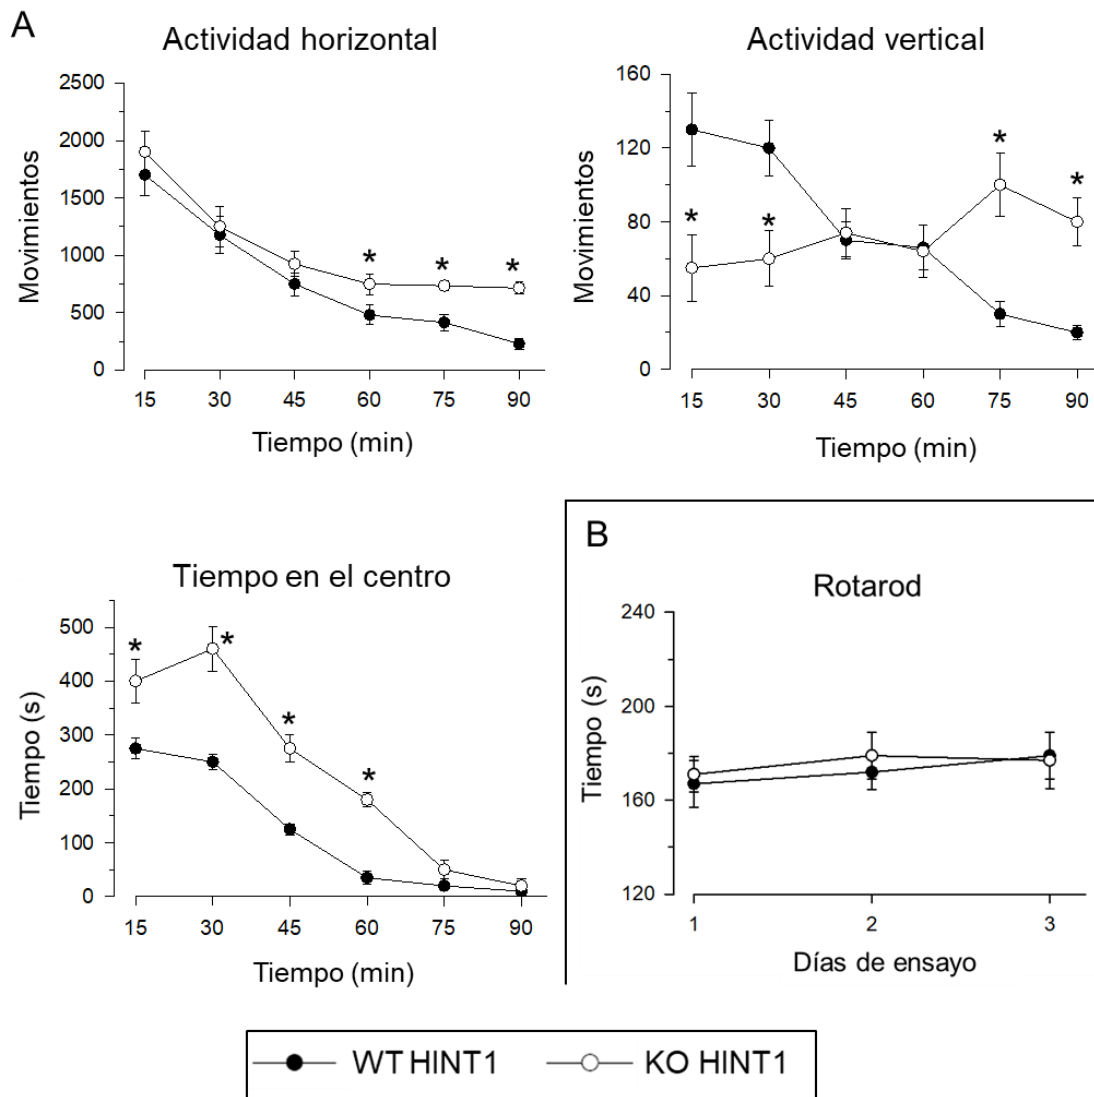 A
Actividad horizontal
Movimientos
2500
2000
1500
1000
500
0
* * *
15 30 45 60 75 90
Tiempo (min)
Actividad vertical
Movimientos
160
120
80
40
0
* * * *
15 30 45 60 75 90
Tiempo (min)
Tiempo en el centro
Tiempo (s)
500
400
300
200
100
0
* * * *
15 30 45 60 75 90
Tiempo (min)
B
Rotarod
Tiempo (s)
240
200
160
120
1 2 3
Días de ensayo
WT HINT1 KO HINT1